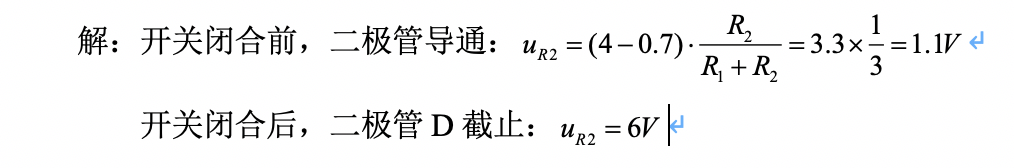 解：开关闭合前，二极管导通：u_{R2} = (4 − 0.7) · \frac{R_2}{R_1 + R_2} = 3.3 × \frac{1}{3} = 1.1V ↵
开关闭合后，二极管 D 截止：u_{R2} = 6V ↵